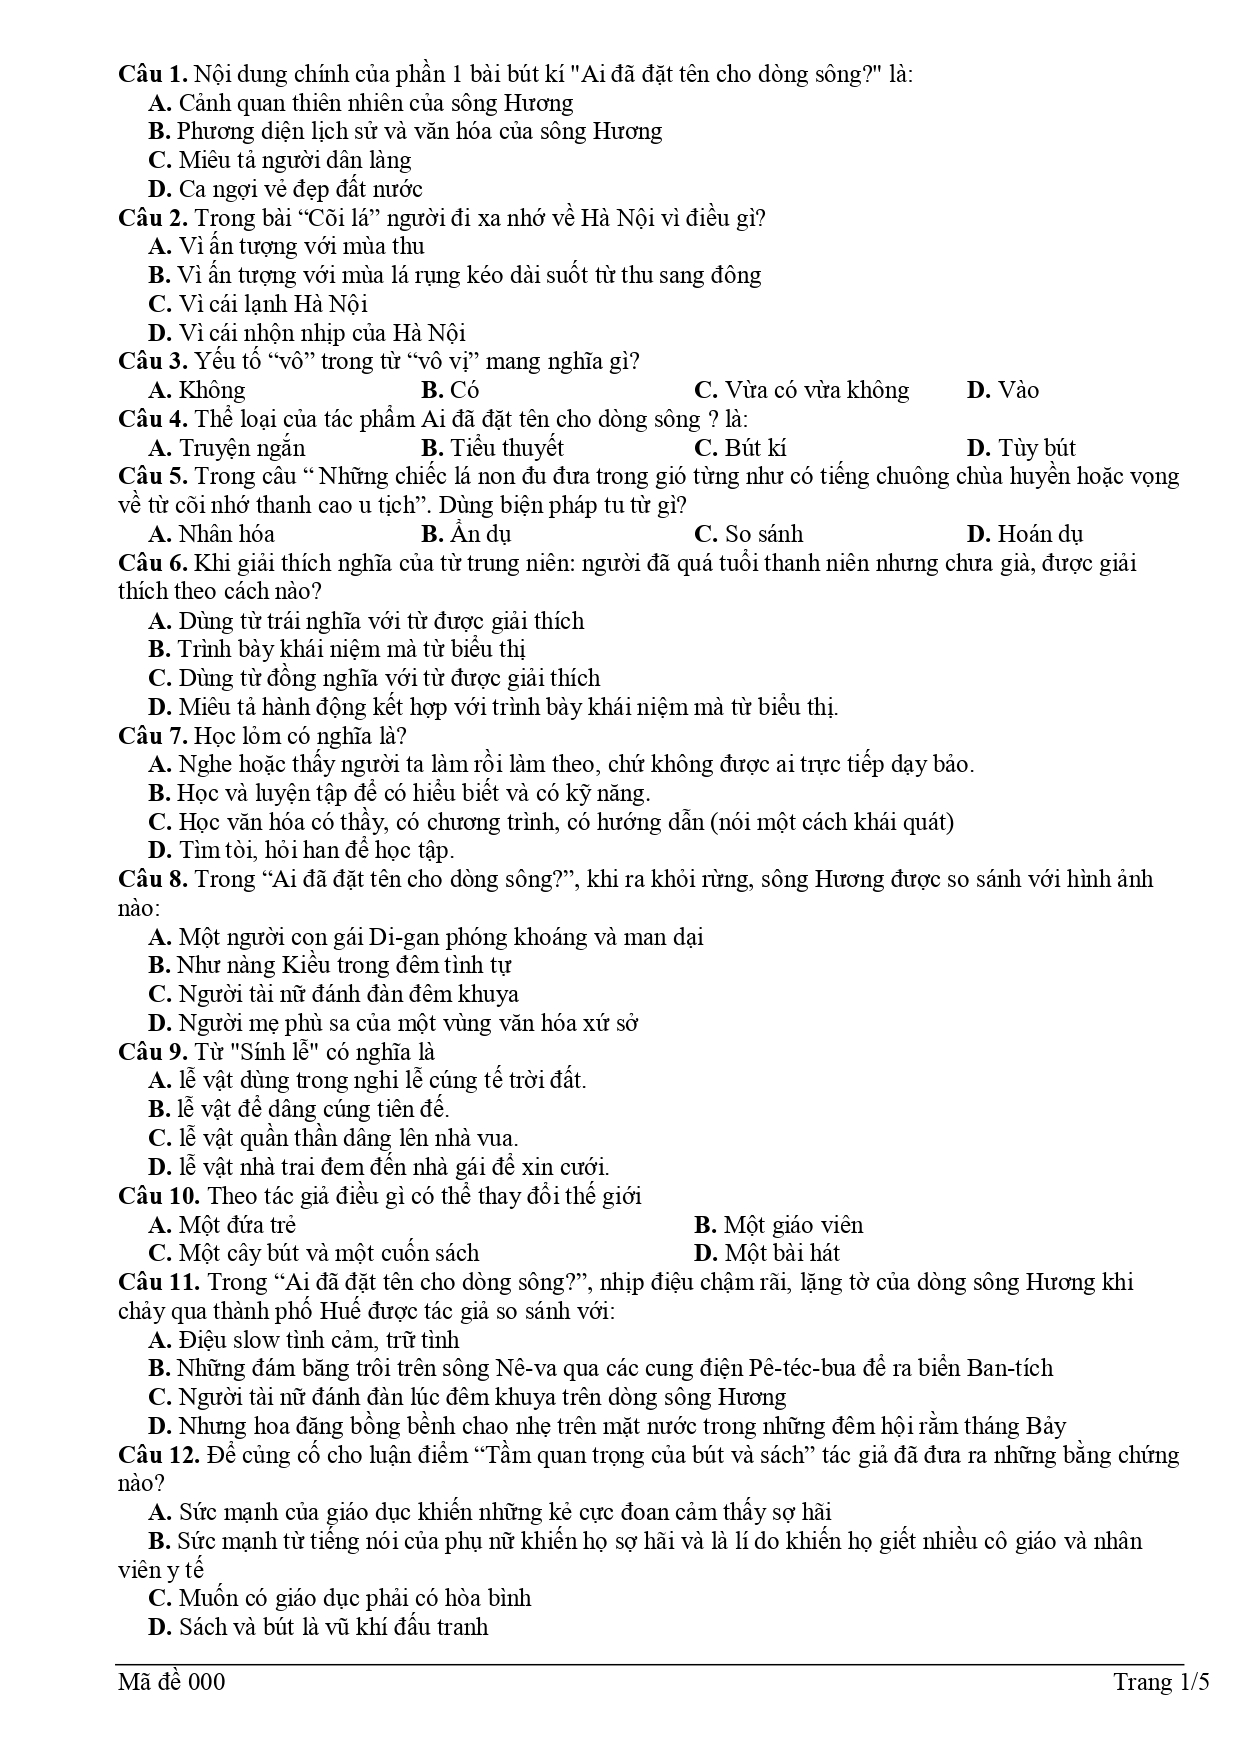 Câu 1. Nội dung chính của phần 1 bài bút kí "Ai đã đặt tên cho dòng sông?" là:
A. Cảnh quan thiên nhiên của sông Hương
B. Phương diện lịch sử và văn hóa của sông Hương
C. Miêu tả người dân làng
D. Ca ngợi vẻ đẹp đất nước
Câu 2. Trong bài “Cõi lá” người đi xa nhớ về Hà Nội vì điều gì?
A. Vì ấn tượng với mùa thu
B. Vì ấn tượng với mùa lá rụng kéo dài suốt từ thu sang đông
C. Vì cái lạnh Hà Nội
D. Vì cái nhộn nhịp của Hà Nội
Câu 3. Yếu tố “vô” trong từ “vô vị” mang nghĩa gì?
A. Không B. Có C. Vừa có vừa không D. Vào
Câu 4. Thể loại của tác phẩm Ai đã đặt tên cho dòng sông ? là:
A. Truyện ngắn B. Tiểu thuyết C. Bút kí D. Tùy bút
Câu 5. Trong câu “ Những chiếc lá non đu đưa trong gió từng như có tiếng chuông chùa huyền hoặc vọng
về từ cõi nhớ thanh cao u tịch”. Dùng biện pháp tu từ gì?
A. Nhân hóa B. Ẩn dụ C. So sánh D. Hoán dụ
Câu 6. Khi giải thích nghĩa của từ trung niên: người đã quá tuổi thanh niên nhưng chưa già, được giải
thích theo cách nào?
A. Dùng từ trái nghĩa với từ được giải thích
B. Trình bày khái niệm mà từ biểu thị
C. Dùng từ đồng nghĩa với từ được giải thích
D. Miêu tả hành động kết hợp với trình bày khái niệm mà từ biểu thị.
Câu 7. Học lỏm có nghĩa là?
A. Nghe hoặc thấy người ta làm rồi làm theo, chứ không được ai trực tiếp dạy bảo.
B. Học và luyện tập để có hiểu biết và có kỹ năng.
C. Học văn hóa có thầy, có chương trình, có hướng dẫn (nói một cách khái quát)
D. Tìm tòi, hỏi han để học tập.
Câu 8. Trong “Ai đã đặt tên cho dòng sông?”, khi ra khỏi rừng, sông Hương được so sánh với hình ảnh
nào:
A. Một người con gái Di-gan phóng khoáng và man dại
B. Như nàng Kiều trong đêm tình tự
C. Người tài nữ đánh đàn đêm khuya
D. Người mẹ phù sa của một vùng văn hóa xứ sở
Câu 9. Từ "Sính lễ" có nghĩa là
A. lễ vật dùng trong nghi lễ cúng tế trời đất.
B. lễ vật để dâng cúng tiên đế.
C. lễ vật quần thần dâng lên nhà vua.
D. lễ vật nhà trai đem đến nhà gái để xin cưới.
Câu 10. Theo tác giả điều gì có thể thay đổi thế giới
A. Một đứa trẻ B. Một giáo viên
C. Một cây bút và một cuốn sách D. Một bài hát
Câu 11. Trong “Ai đã đặt tên cho dòng sông?”, nhịp điệu chậm rãi, lặng tờ của dòng sông Hương khi
chảy qua thành phố Huế được tác giả so sánh với:
A. Điệu slow tình cảm, trữ tình
B. Những đám băng trôi trên sông Nê-va qua các cung điện Pê-téc-bua để ra biển Ban-tích
C. Người tài nữ đánh đàn lúc đêm khuya trên dòng sông Hương
D. Nhưng hoa đăng bồng bềnh chao nhẹ trên mặt nước trong những đêm hội rằm tháng Bảy
Câu 12. Để củng cố cho luận điểm “Tầm quan trọng của bút và sách” tác giả đã đưa ra những bằng chứng
nào?
A. Sức mạnh của giáo dục khiến những kẻ cực đoan cảm thấy sợ hãi
B. Sức mạnh từ tiếng nói của phụ nữ khiến họ sợ hãi và là lí do khiến họ giết nhiều cô giáo và nhân
viên y tế
C. Muốn có giáo dục phải có hòa bình
D. Sách và bút là vũ khí đấu tranh
Mã đề 000 Trang 1/5